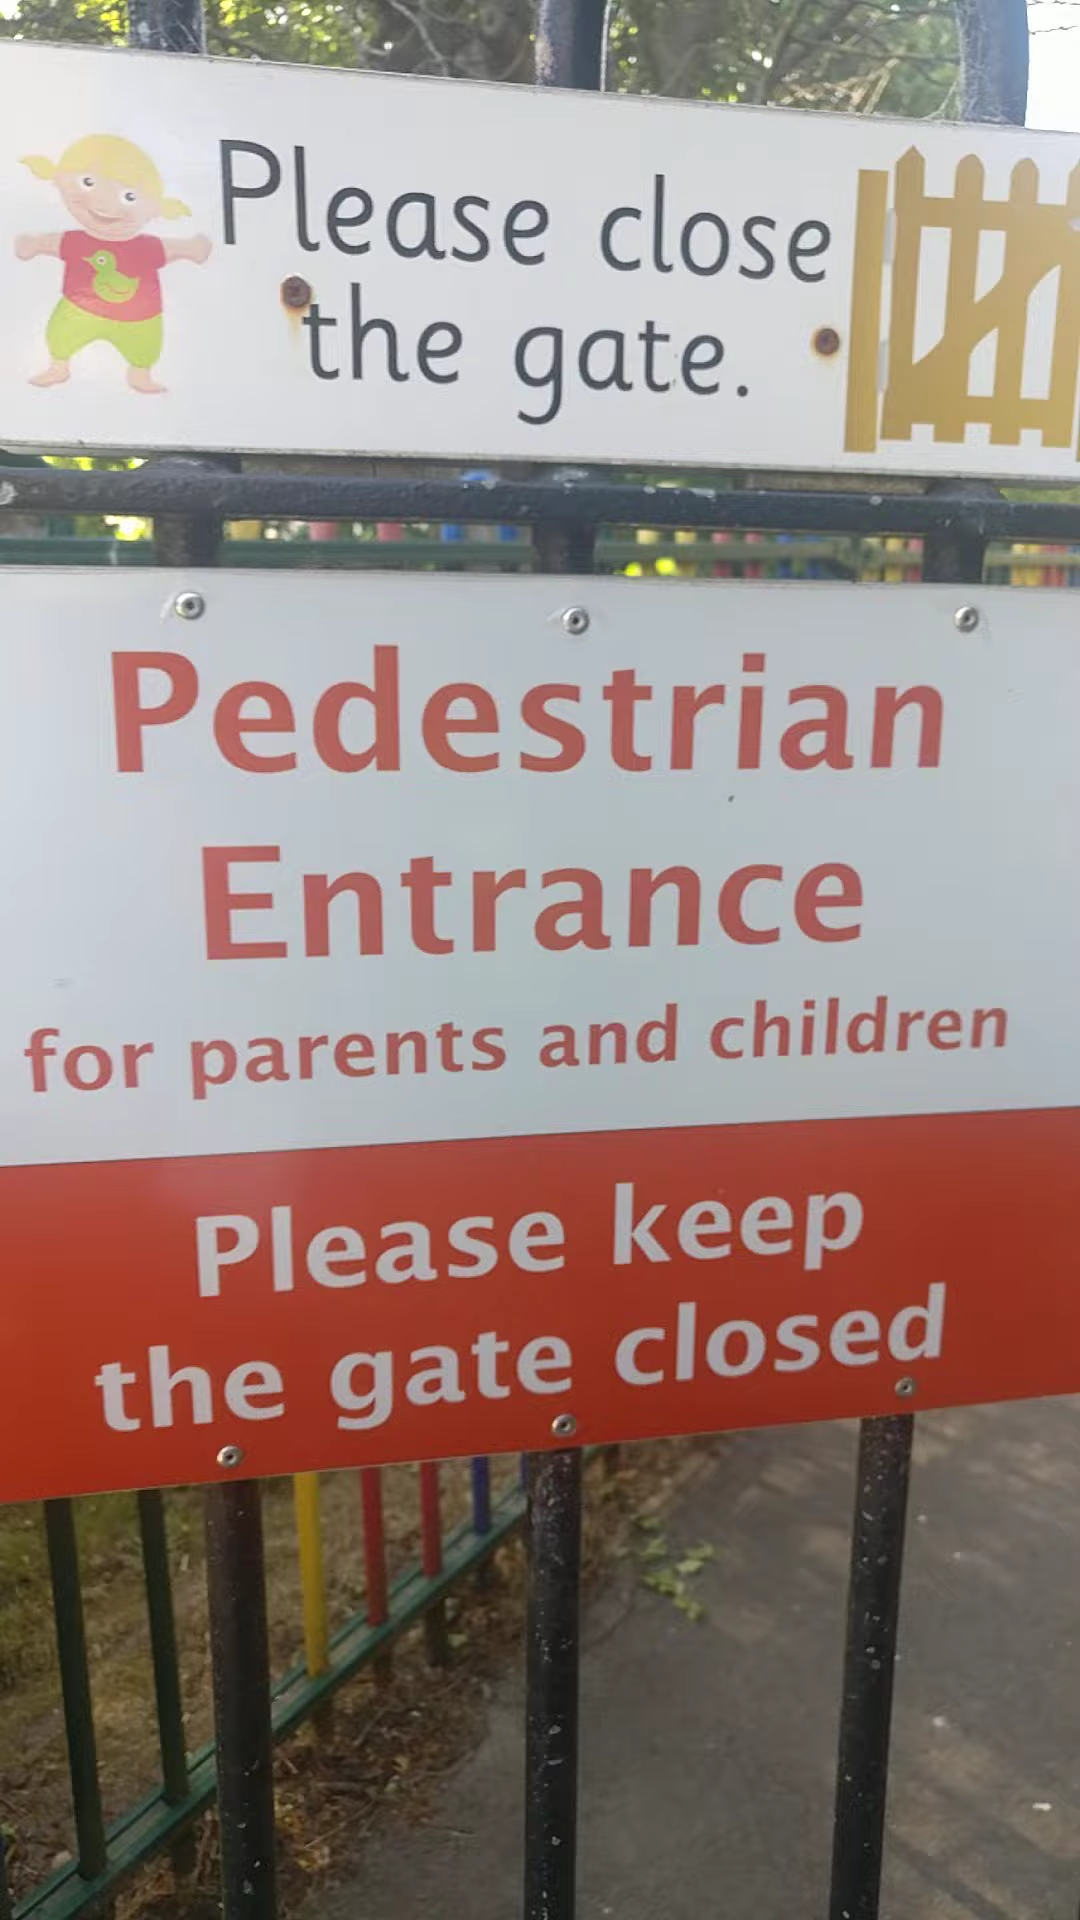 Please close
the gate.
Pedestrian
Entrance
for parents and children
Please keep
the gate closed